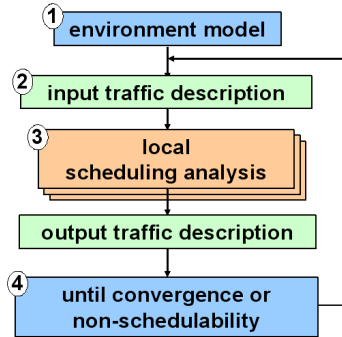 1
environment model
2
input traffic description
3
local
scheduling analysis
output traffic description
4
until convergence or
non-schedulability